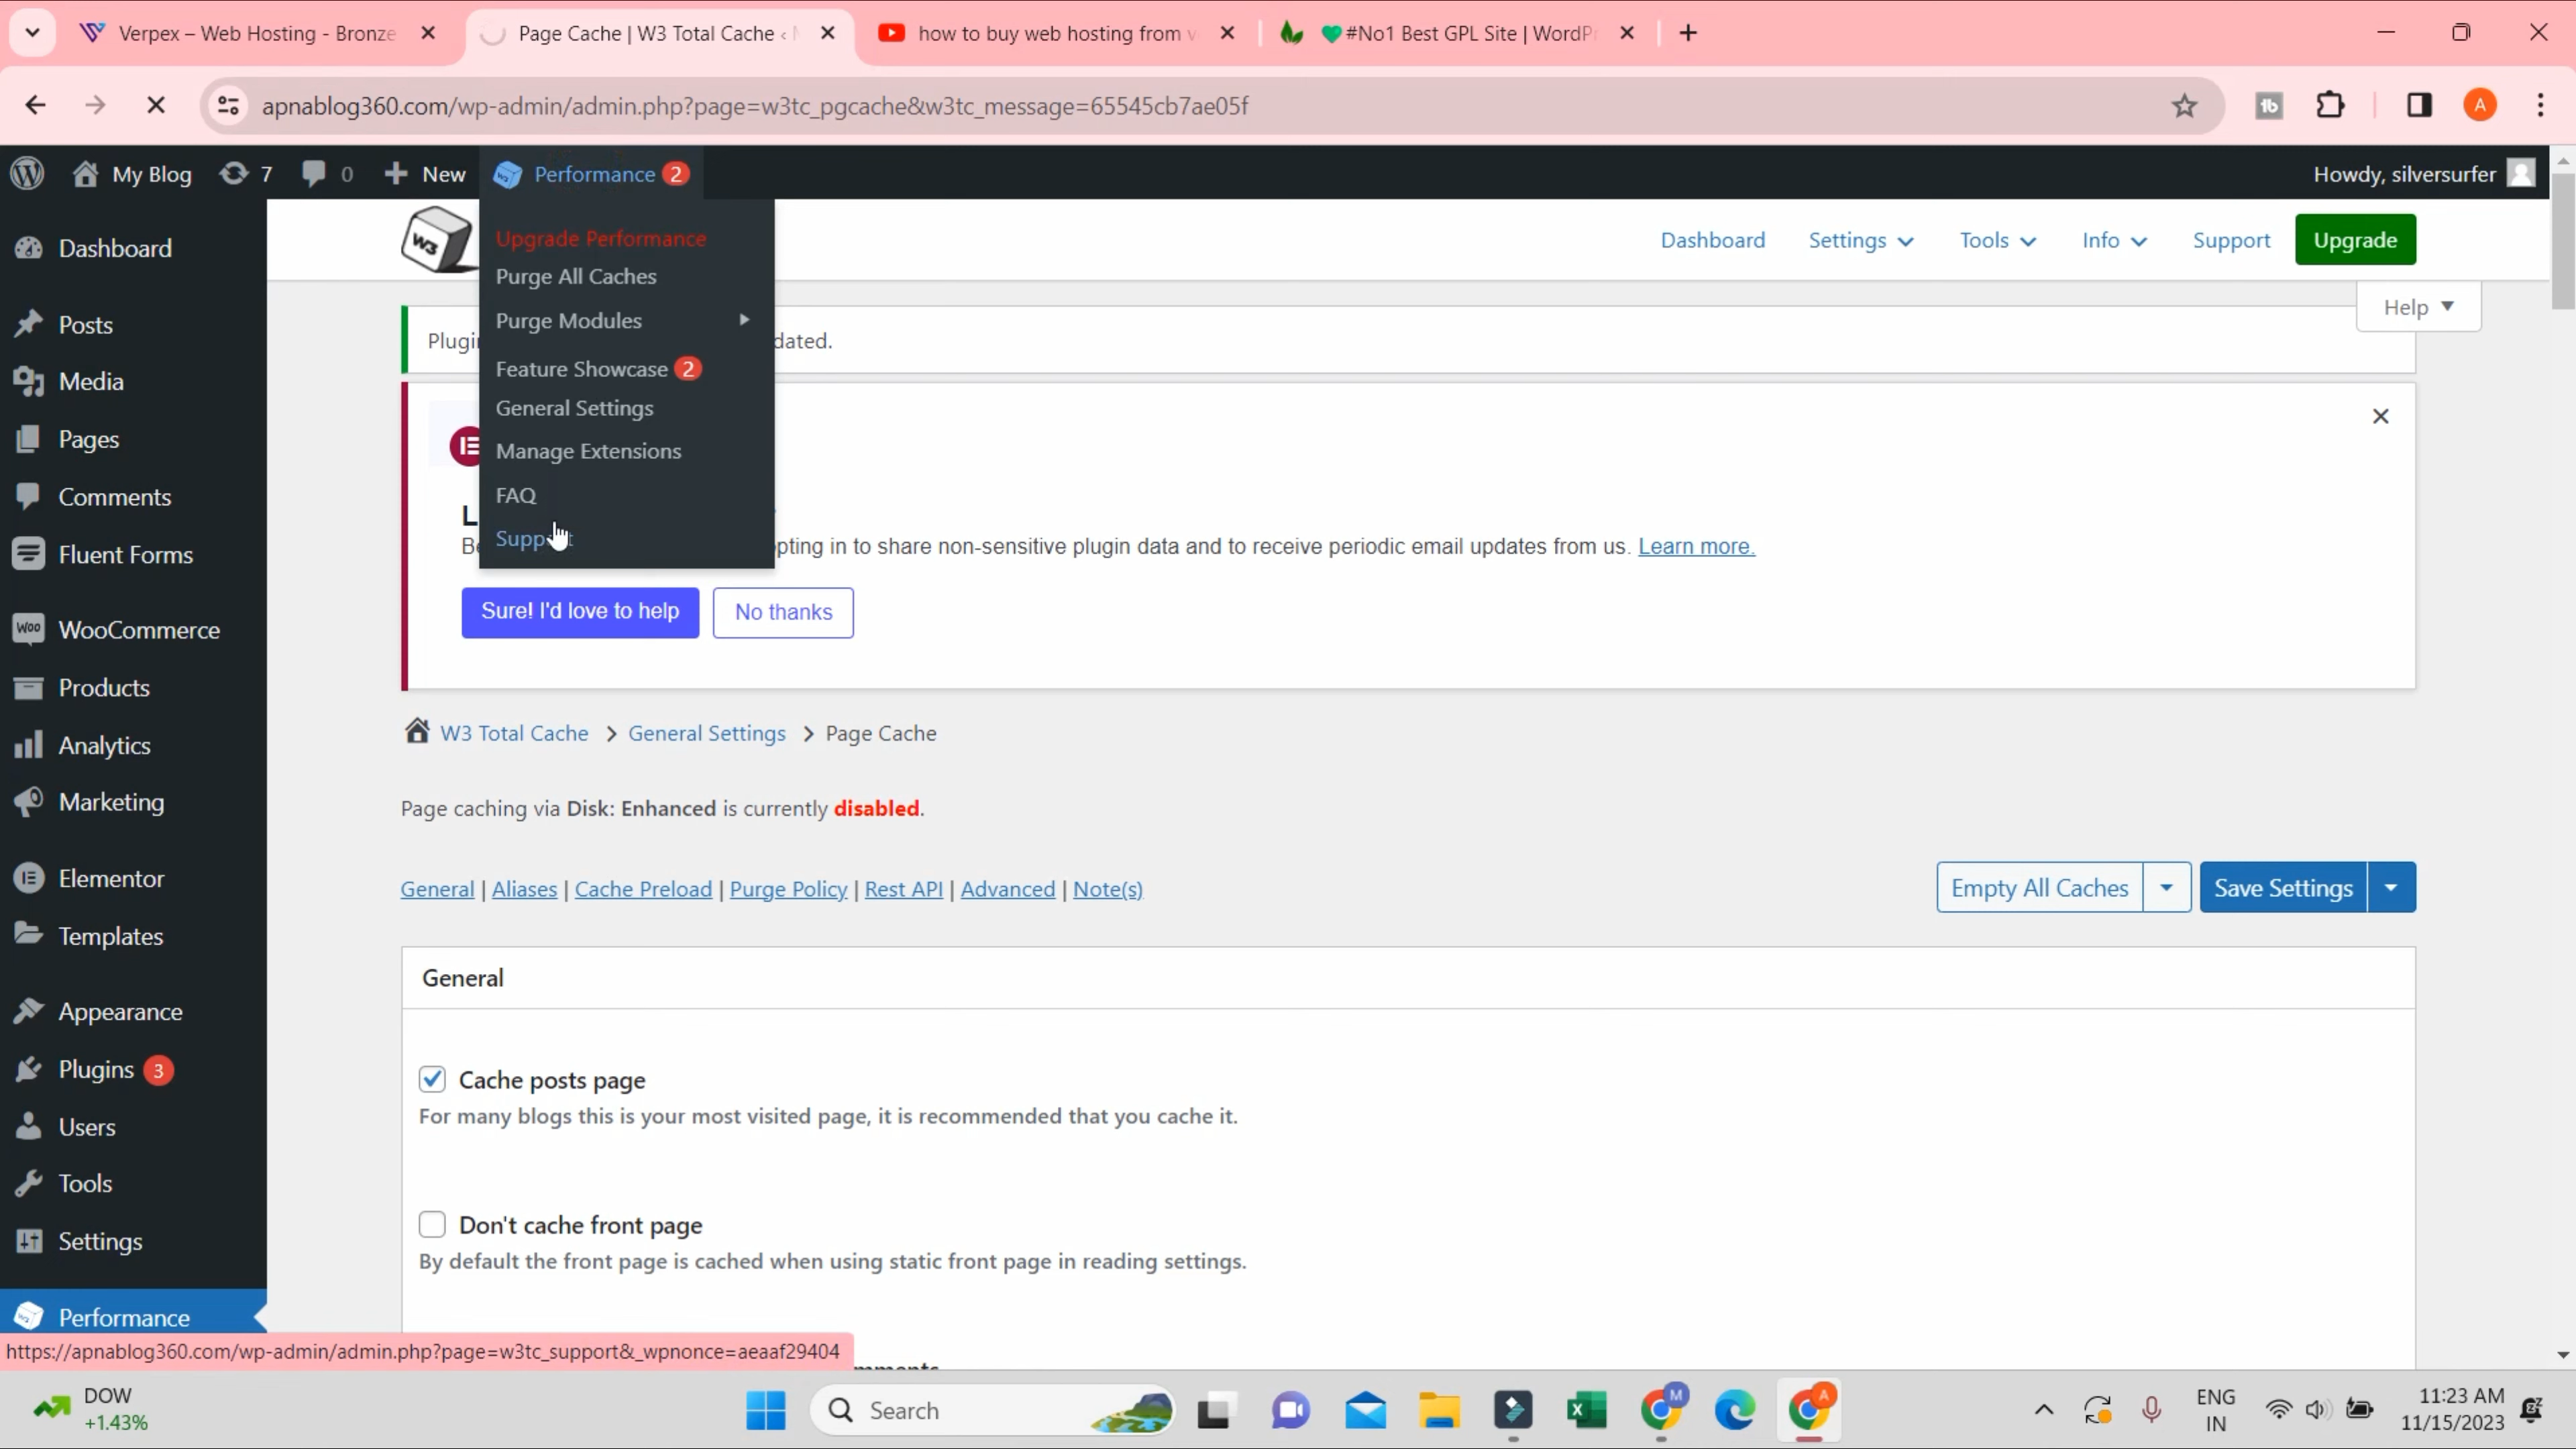 Verpex – Web Hosting - Bronze
Page Cache | W3 Total Cache ‹
how to buy web hosting from v
#No1 Best GPL Site | WordP
apnablog360.com/wp-admin/admin.php?page=w3tc_pgcache&w3tc_message=65545cb7ae05f
tb
A
My Blog
7
0
New
Performance 2
Howdy, silversurfer
Dashboard
Posts
Media
Pages
Comments
Fluent Forms
Woo
WooCommerce
Products
Analytics
Marketing
Elementor
Templates
Appearance
Plugins 3
Users
Tools
Settings
Performance
W3
Upgrade Performance
Purge All Caches
Purge Modules
Feature Showcase 2
General Settings
Manage Extensions
FAQ
Support
Dashboard
Settings
Tools
Info
Support
Upgrade
Help
Plugi
dated.
L
Be
pting in to share non-sensitive plugin data and to receive periodic email updates from us. Learn more.
Sure! I'd love to help
No thanks
W3 Total Cache > General Settings > Page Cache
Page caching via Disk: Enhanced is currently disabled.
General | Aliases | Cache Preload | Purge Policy | Rest API | Advanced | Note(s)
Empty All Caches
Save Settings
General
Cache posts page
For many blogs this is your most visited page, it is recommended that you cache it.
Don't cache front page
By default the front page is cached when using static front page in reading settings.
https://apnablog360.com/wp-admin/admin.php?page=w3tc_support&_wpnonce=aeaaf29404
DOW
+1.43%
Search
M
A
ENG
IN
11:23 AM
11/15/2023